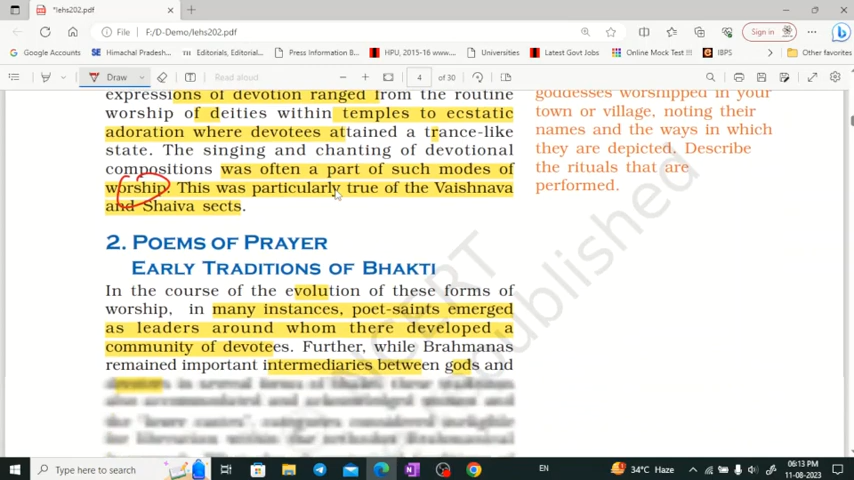 *lehs202.pdf
File
F:/D-Demo/lehs202.pdf
Sign in
Google Accounts
Himachal Pradesh...
Editorials, Editorial...
Press Information B...
HPU, 2015-16 www....
Universities
Latest Govt Jobs
Online Mock Test I...
IBPS
Other favorites
Draw
Read aloud
4
of 30
expressions of devotion ranged from the routine
worship of deities within temples to ecstatic
adoration where devotees attained a trance-like
state. The singing and chanting of devotional
compositions was often a part of such modes of
worship. This was particularly true of the Vaishnava
and Shaiva sects.
goddesses worshipped in your
town or village, noting their
names and the ways in which
they are depicted. Describe
the rituals that are
performed.
2. POEMS OF PRAYER
EARLY TRADITIONS OF BHAKTI
In the course of the evolution of these forms of
worship, in many instances, poet-saints emerged
as leaders around whom there developed a
community of devotees. Further, while Brahmanas
remained important intermediaries between gods and
NCERT
republished
Type here to search
34°C Haze
EN
06:13 PM
11-08-2023